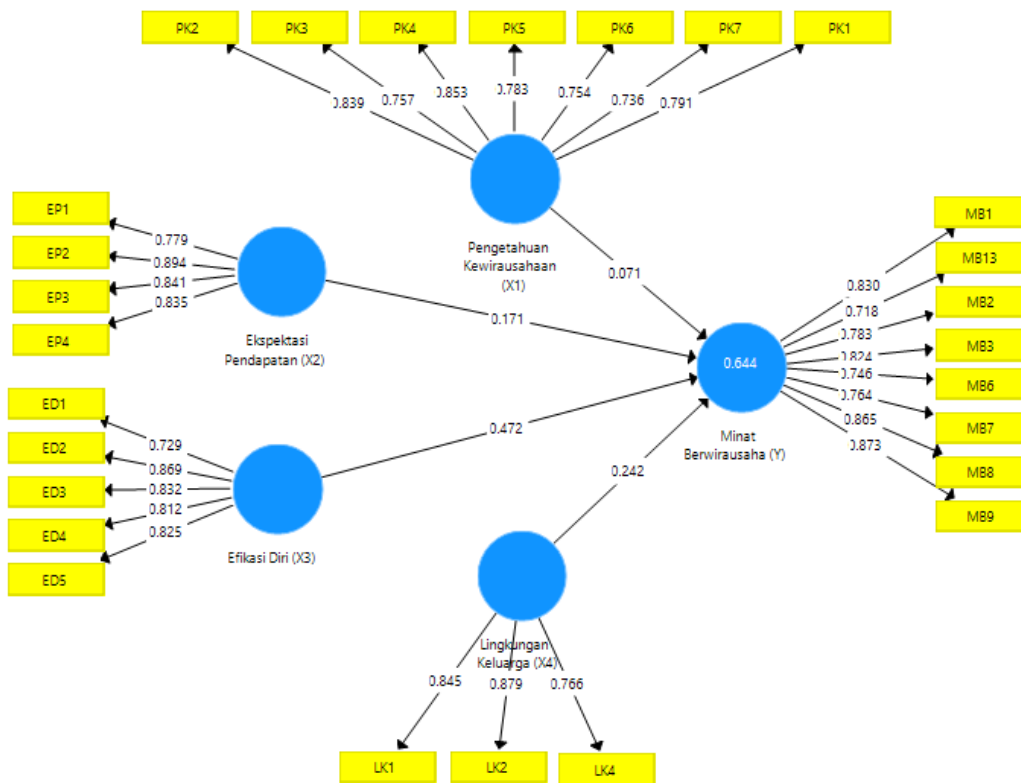 PK2 PK3 PK4 PK5 PK6 PK7 PK1
0.839 0.757 0.853 0.783 0.754 0.736 0.791
Pengetahuan
Kewirausahaan
(X1)
EP1
EP2
EP3
EP4
0.779
0.894
0.841
0.835
Ekspektasi
Pendapatan (X2)
ED1
ED2
ED3
ED4
ED5
0.729
0.869
0.832
0.812
0.825
Efikasi Diri (X3)
0.071
0.171
0.472
0.242
0.644
Minat
Berwirausaha (Y)
0.830
0.718
0.783
0.824
0.746
0.764
0.865
0.873
MB1
MB13
MB2
MB3
MB6
MB7
MB8
MB9
Lingkungan
Keluarga (X4)
0.845 0.879 0.766
LK1 LK2 LK4